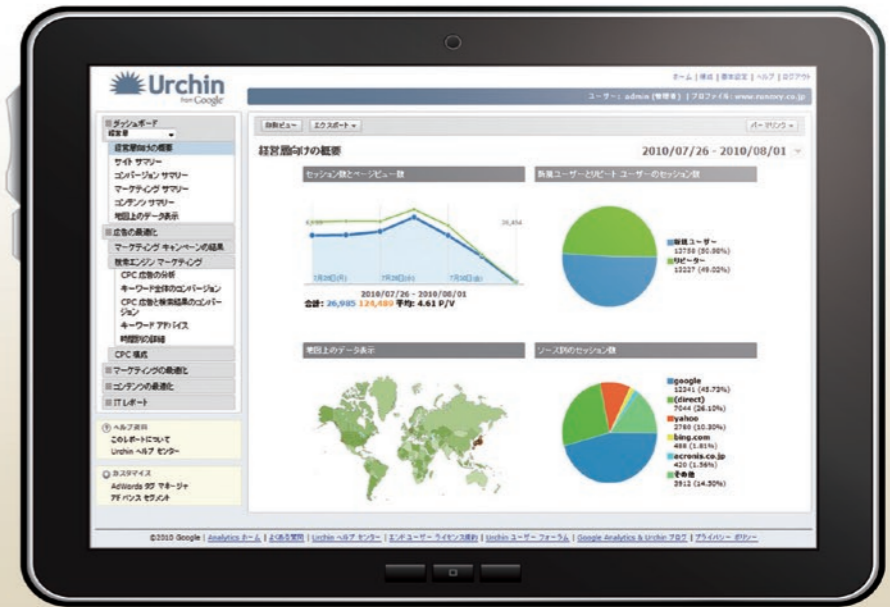 Urchin
from Google
ホーム | 構成 | 基本設定 | ヘルプ | ログアウト
ユーザー: admin (管理者) | プロファイル: www.runexy.co.jp
ダッシュボード
経営者
経営層向けの概要
サイト サマリー
コンバージョン サマリー
マーケティング サマリー
コンテンツ サマリー
地図上のデータ表示
広告の最適化
マーケティング キャンペーンの結果
検索エンジン マーケティング
CPC 広告の分析
キーワード全体のコンバージョン
CPC 広告と検索結果のコンバー
ジョン
キーワード アドバイス
時間別の詳細
CPC 構成
マーケティングの最適化
コンテンツの最適化
IT レポート
ヘルプ資料
このレポートについて
Urchin ヘルプ センター
カスタマイズ
AdWords タグ マネージャ
アドバンス セグメント
エクスポート
経営層向けの概要
2010/07/26 - 2010/08/01
セッション数とページビュー数
7月26日(月) 7月28日(水) 7月30日(金)
2010/07/26 - 2010/08/01
合計: 26,985 124,489 平均: 4.61 P/V
新規ユーザーとリピート ユーザーのセッション数
新規ユーザー
13758 (50.98%)
リピーター
13227 (49.02%)
地図上のデータ表示
ソース別のセッション数
google
12341 (45.73%)
(direct)
7044 (26.10%)
yahoo
2780 (10.30%)
bing.com
488 (1.81%)
acronis.co.jp
420 (1.56%)
その他
3912 (14.50%)
©2010 Google | Analytics ホーム | よくある質問 | Urchin ヘルプ センター | エンドユーザー ライセンス規約 | Urchin ユーザー フォーラム | Google Analytics & Urchin ブログ | プライバシー ポリシー